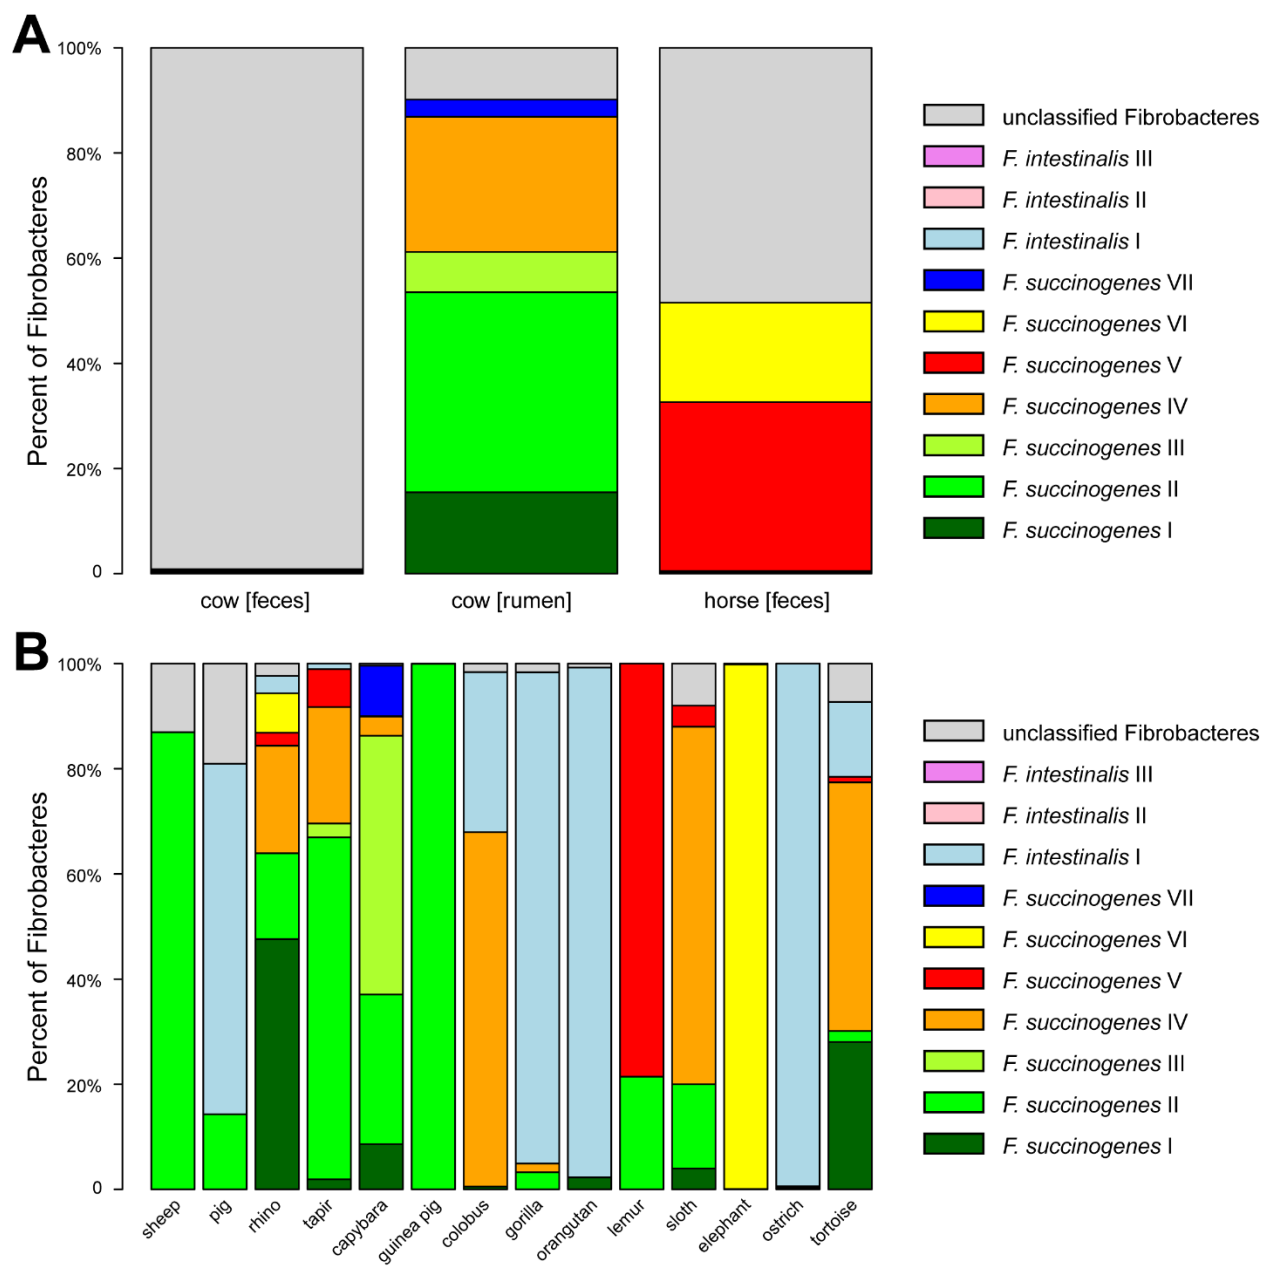 A
100%
80%
60%
40%
20%
0
Percent of Fibrobacteres
cow [feces]
cow [rumen]
horse [feces]
unclassified Fibrobacteres
F. intestinalis III
F. intestinalis II
F. intestinalis I
F. succinogenes VII
F. succinogenes VI
F. succinogenes V
F. succinogenes IV
F. succinogenes III
F. succinogenes II
F. succinogenes I
B
100%
80%
60%
40%
20%
0
Percent of Fibrobacteres
sheep
pig
rhino
tapir
capybara
guinea pig
colobus
gorilla
orangutan
lemur
sloth
elephant
ostrich
tortoise
unclassified Fibrobacteres
F. intestinalis III
F. intestinalis II
F. intestinalis I
F. succinogenes VII
F. succinogenes VI
F. succinogenes V
F. succinogenes IV
F. succinogenes III
F. succinogenes II
F. succinogenes I